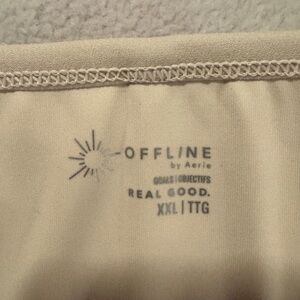 OFFLINE
by Aerie
GOALS | OBJECTIFS
REAL GOOD.
XXL | TTG